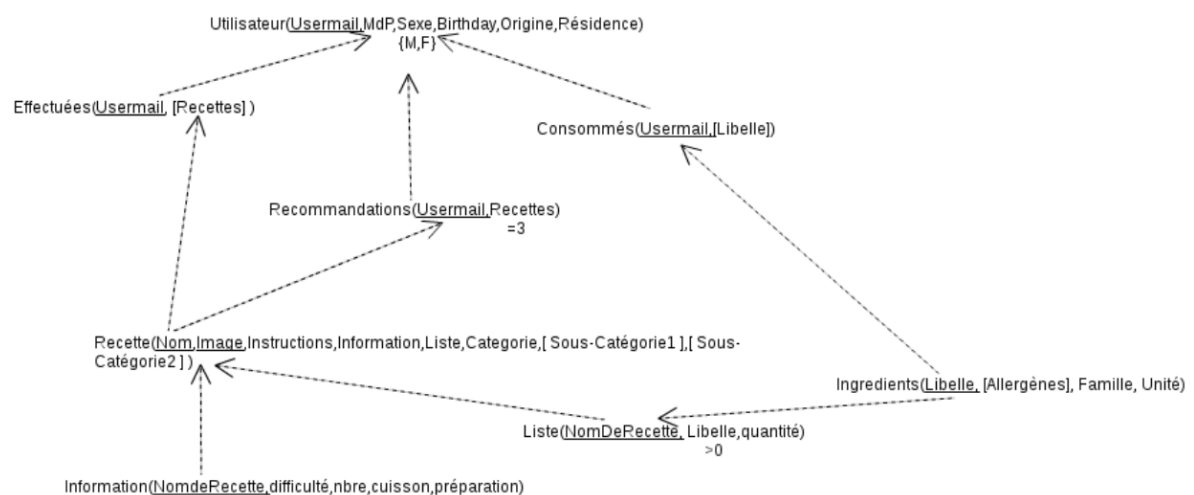 Utilisateur(Usermail,MdP,Sexe,Birthday,Origine,Résidence)
{M,F}
Effectuées(Usermail, [Recettes] )
Consommés(Usermail,[Libelle])
Recommandations(Usermail,Recettes)
=3
Recette(Nom,Image,Instructions,Information,Liste,Categorie,[ Sous-Catégorie1 ],[ Sous-
Catégorie2 ] )
Ingredients(Libelle, [Allergènes], Famille, Unité)
Liste(NomDeRecette, Libelle,quantité)
>0
Information(NomdeRecette,difficulté,nbre,cuisson,préparation)